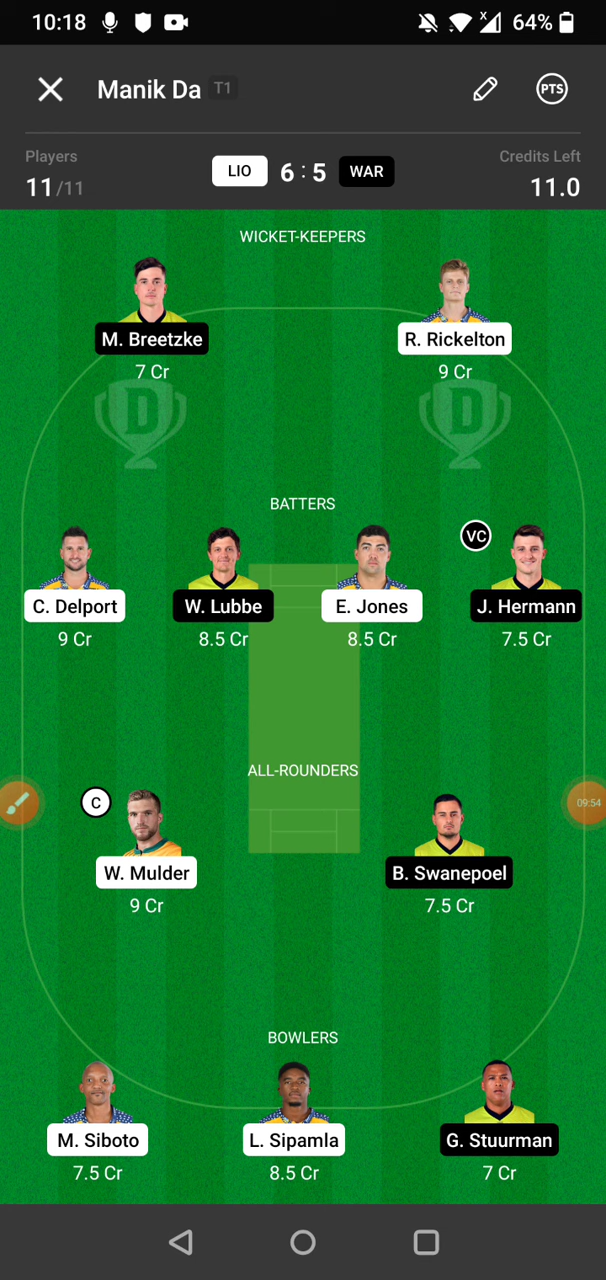 10:18 x 64%
Manik Da T1 PTS
Players Credits Left
11/11 LIO 6 : 5 WAR 11.0
WICKET-KEEPERS
M. Breetzke R. Rickelton
7 Cr 9 Cr
D D
BATTERS
VC
C. Delport W. Lubbe E. Jones J. Hermann
9 Cr 8.5 Cr 8.5 Cr 7.5 Cr
ALL-ROUNDERS
C 09:54
W. Mulder B. Swanepoel
9 Cr 7.5 Cr
BOWLERS
M. Siboto L. Sipamla G. Stuurman
7.5 Cr 8.5 Cr 7 Cr